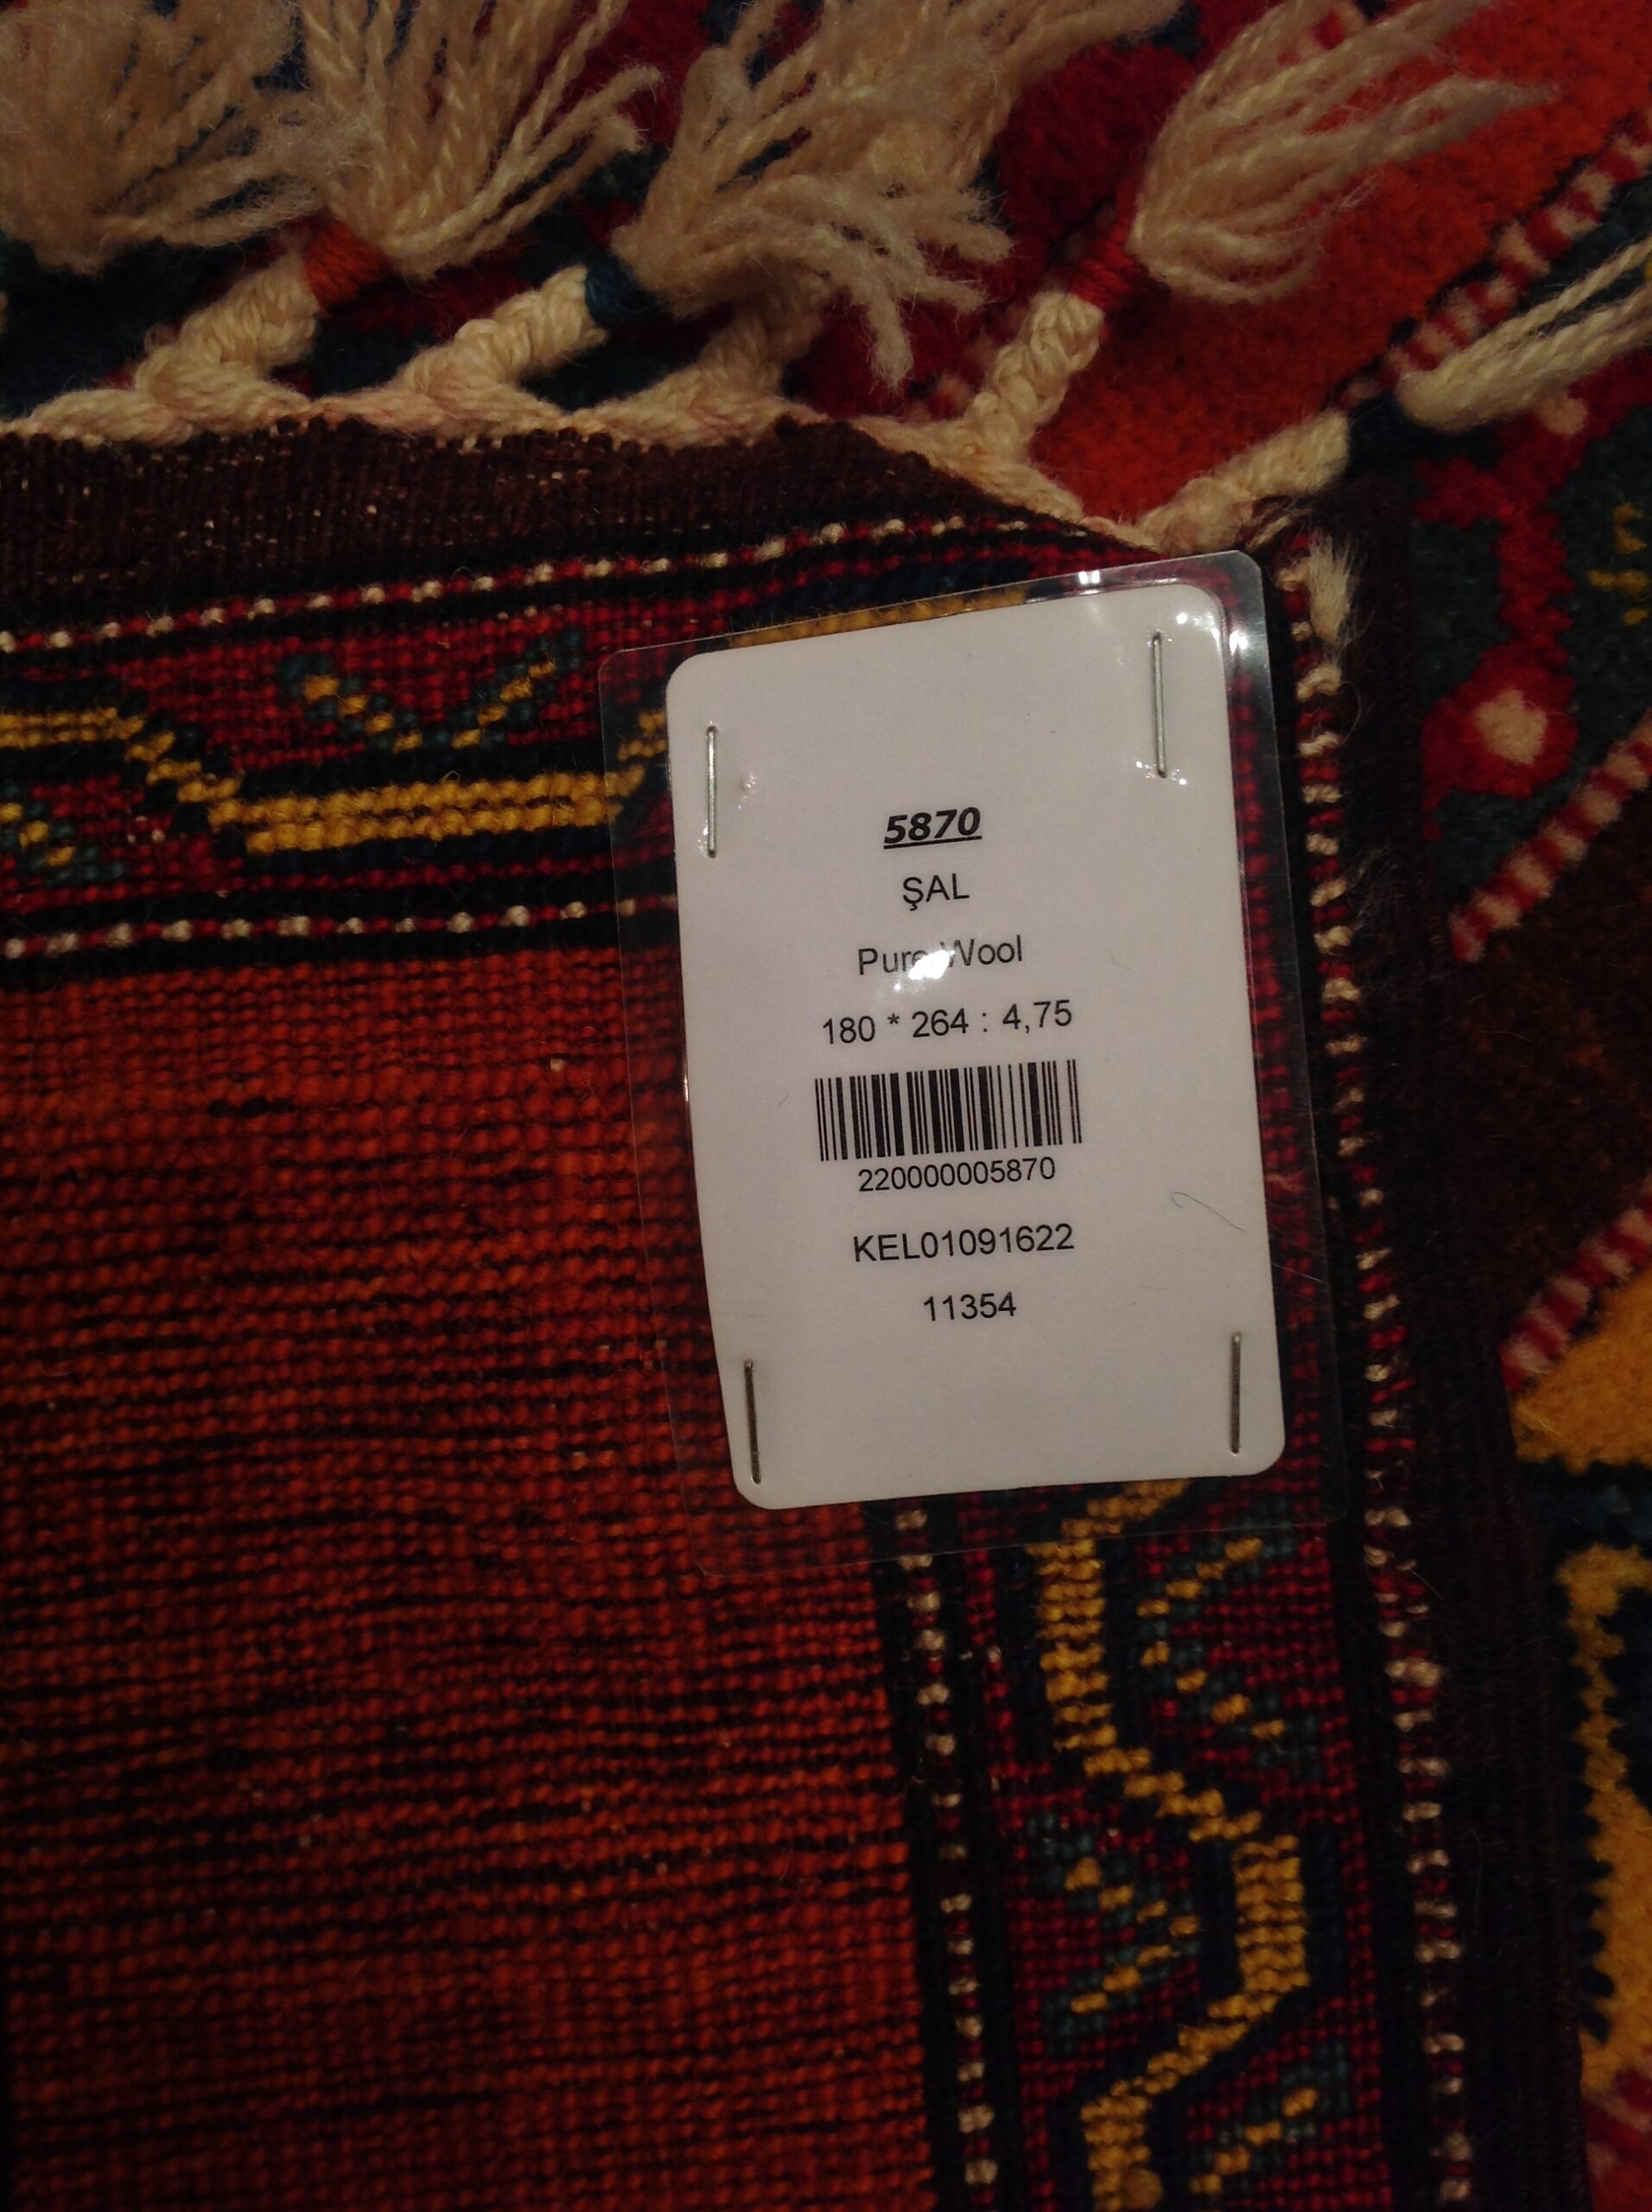 5870
ŞAL
Pure Wool
180 * 264 : 4,75
220000005870
KEL01091622
11354